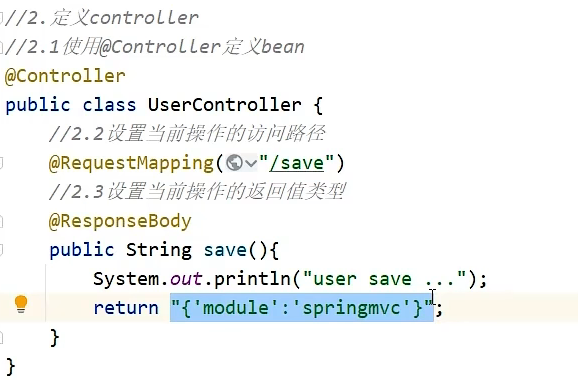 //2.定义controller
//2.1使用@Controller定义bean
@Controller
public class UserController {
//2.2设置当前操作的访问路径
@RequestMapping("/save")
//2.3设置当前操作的返回值类型
@ResponseBody
public String save(){
System.out.println("user save ...");
return "{'module':'springmvc'}";
}
}